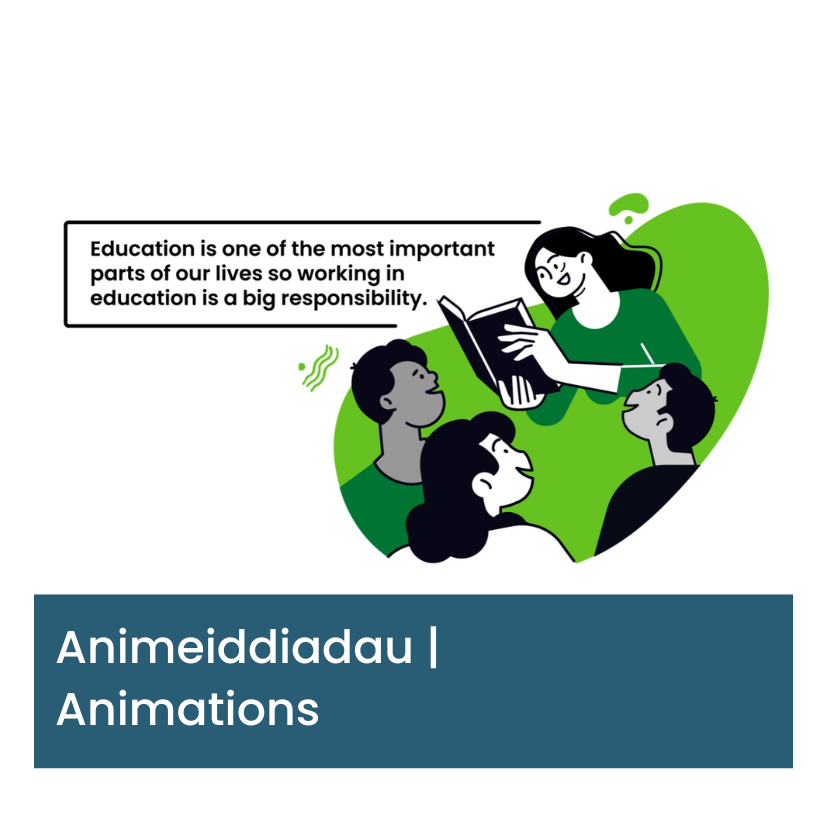 Education is one of the most important
parts of our lives so working in
education is a big responsibility.
Animeiddiadau |
Animations